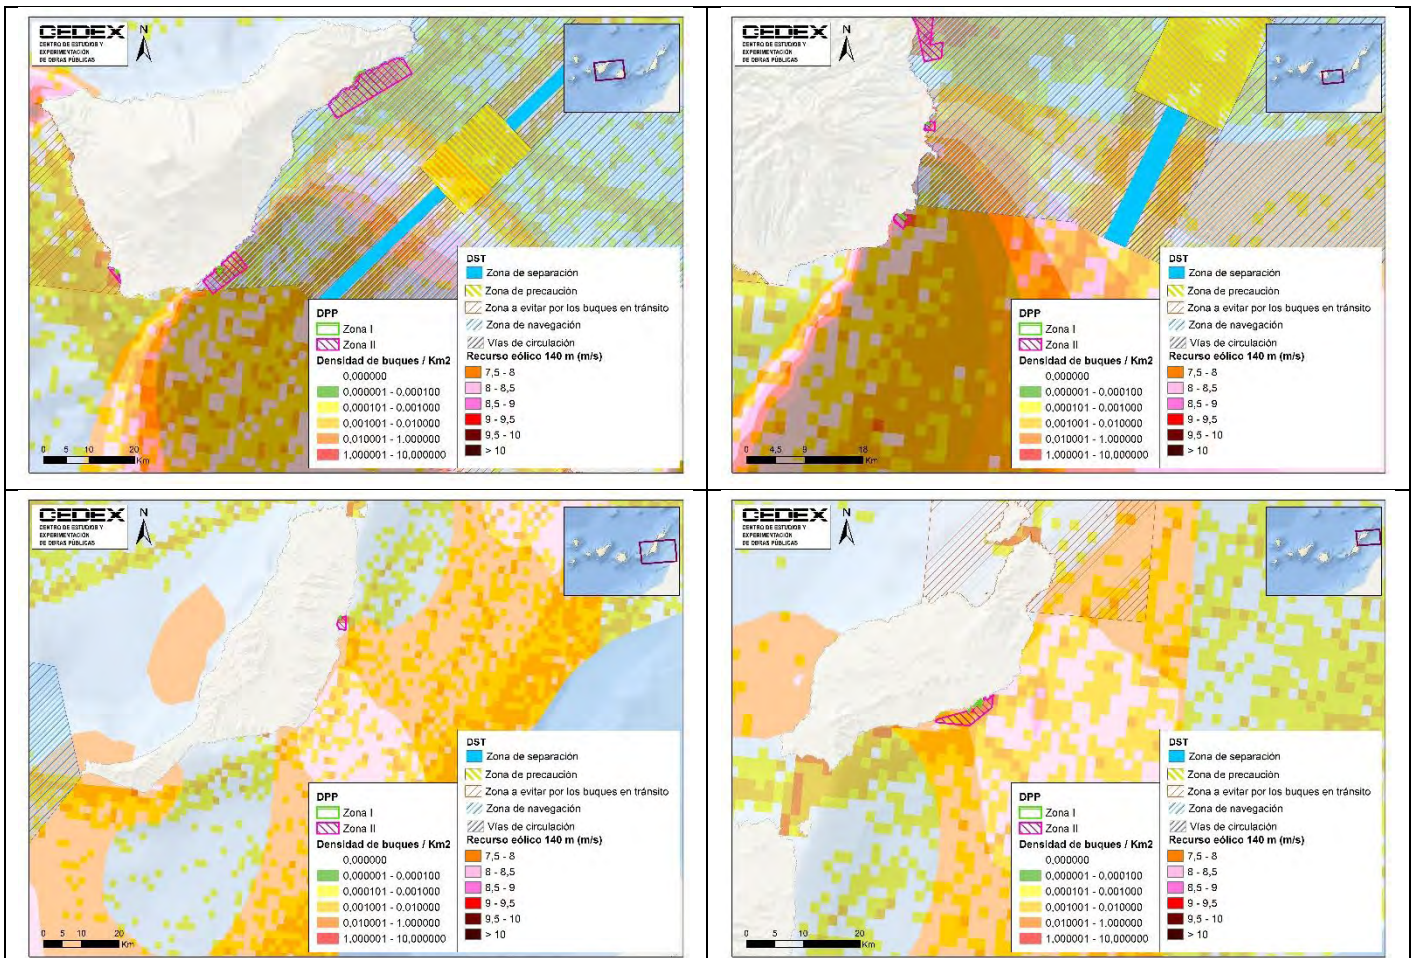 CEDEX
CENTRO DE ESTUDIOS Y
EXPERIMENTACIÓN
DE OBRAS PÚBLICAS
N
DST
Zona de separación
Zona de precaución
Zona a evitar por los buques en tránsito
Zona de navegación
Vías de circulación
DPP
Zona I
Zona II
Densidad de buques / Km2
0,000000
0,000001 - 0,000100
0,000101 - 0,001000
0,001001 - 0,010000
0,010001 - 1,000000
1,000001 - 10,000000
Recurso eólico 140 m (m/s)
7,5 - 8
8 - 8,5
8,5 - 9
9 - 9,5
9,5 - 10
> 10
0 5 10 20
Km
CEDEX
CENTRO DE ESTUDIOS Y
EXPERIMENTACIÓN
DE OBRAS PÚBLICAS
N
DST
Zona de separación
Zona de precaución
Zona a evitar por los buques en tránsito
Zona de navegación
Vías de circulación
DPP
Zona I
Zona II
Densidad de buques / Km2
0,000000
0,000001 - 0,000100
0,000101 - 0,001000
0,001001 - 0,010000
0,010001 - 1,000000
1,000001 - 10,000000
Recurso eólico 140 m (m/s)
7,5 - 8
8 - 8,5
8,5 - 9
9 - 9,5
9,5 - 10
> 10
0 4,5 9 18
Km
CEDEX
CENTRO DE ESTUDIOS Y
EXPERIMENTACIÓN
DE OBRAS PÚBLICAS
N
DST
Zona de separación
Zona de precaución
Zona a evitar por los buques en tránsito
Zona de navegación
Vías de circulación
DPP
Zona I
Zona II
Densidad de buques / Km2
0,000000
0,000001 - 0,000100
0,000101 - 0,001000
0,001001 - 0,010000
0,010001 - 1,000000
1,000001 - 10,000000
Recurso eólico 140 m (m/s)
7,5 - 8
8 - 8,5
8,5 - 9
9 - 9,5
9,5 - 10
> 10
0 5 10 20
Km
CEDEX
CENTRO DE ESTUDIOS Y
EXPERIMENTACIÓN
DE OBRAS PÚBLICAS
N
DST
Zona de separación
Zona de precaución
Zona a evitar por los buques en tránsito
Zona de navegación
Vías de circulación
DPP
Zona I
Zona II
Densidad de buques / Km2
0,000000
0,000001 - 0,000100
0,000101 - 0,001000
0,001001 - 0,010000
0,010001 - 1,000000
1,000001 - 10,000000
Recurso eólico 140 m (m/s)
7,5 - 8
8 - 8,5
8,5 - 9
9 - 9,5
9,5 - 10
> 10
0 5 10 20
Km